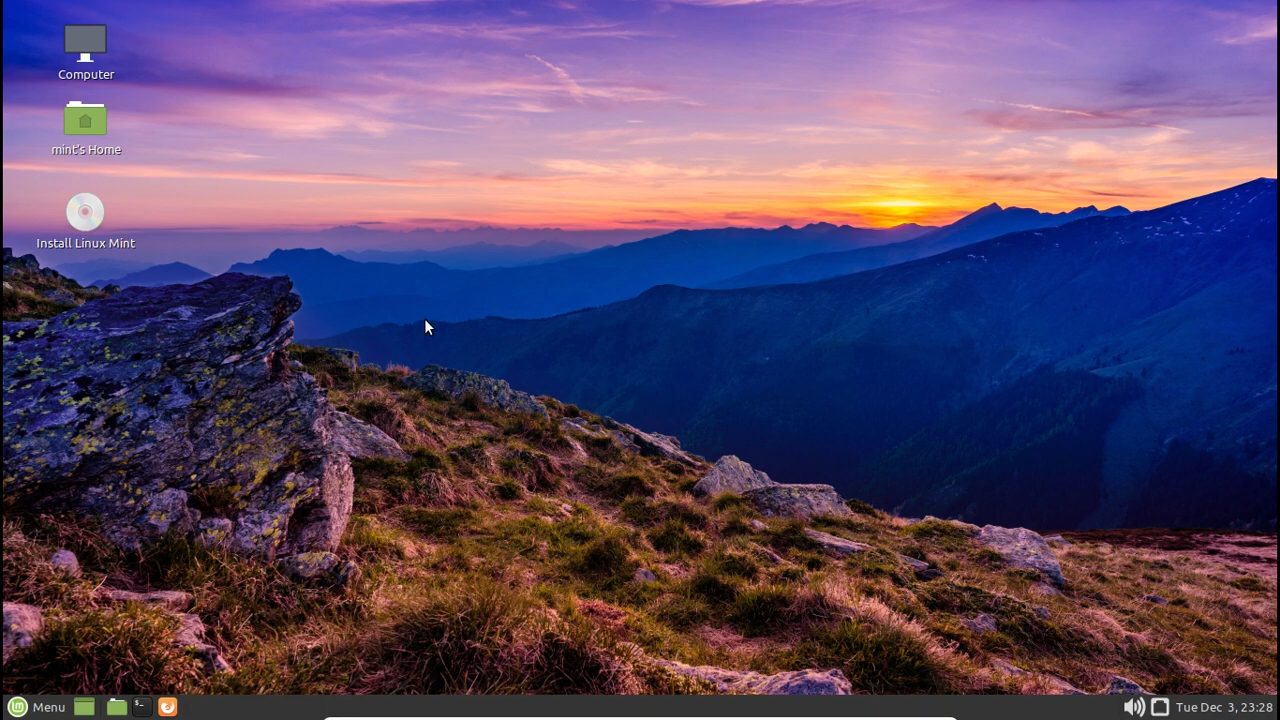 Computer
mint's Home
Install Linux Mint
Menu
$-
Tue Dec 3, 23:28